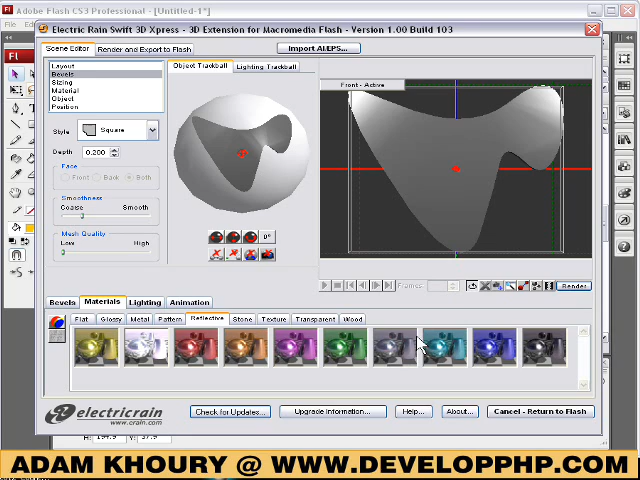 Adobe Flash CS3 Professional - [Untitled-1*]
Electric Rain Swift 3D Xpress - 3D Extension for Macromedia Flash - Version 1.00 Build 103
Fl
File
Scene Editor
Render and Export to Flash
Import AI/EPS...
Layout
Bevels
Sizing
Material
Object
Position
Object Trackball
Lighting Trackball
Front - Active
Style
Square
Depth
0.200
Face
Front
Back
Both
Smoothness
Coarse
Smooth
Mesh Quality
Low
High
0°
Frames:
Render
Bevels
Materials
Lighting
Animation
Flat
Glossy
Metal
Pattern
Reflective
Stone
Texture
Transparent
Wood
electricrain
www.erain.com
Check for Updates...
Upgrade Information...
Help...
About...
Cancel - Return to Flash
H:
Y:
ADAM KHOURY @ WWW.DEVELOPPHP.COM